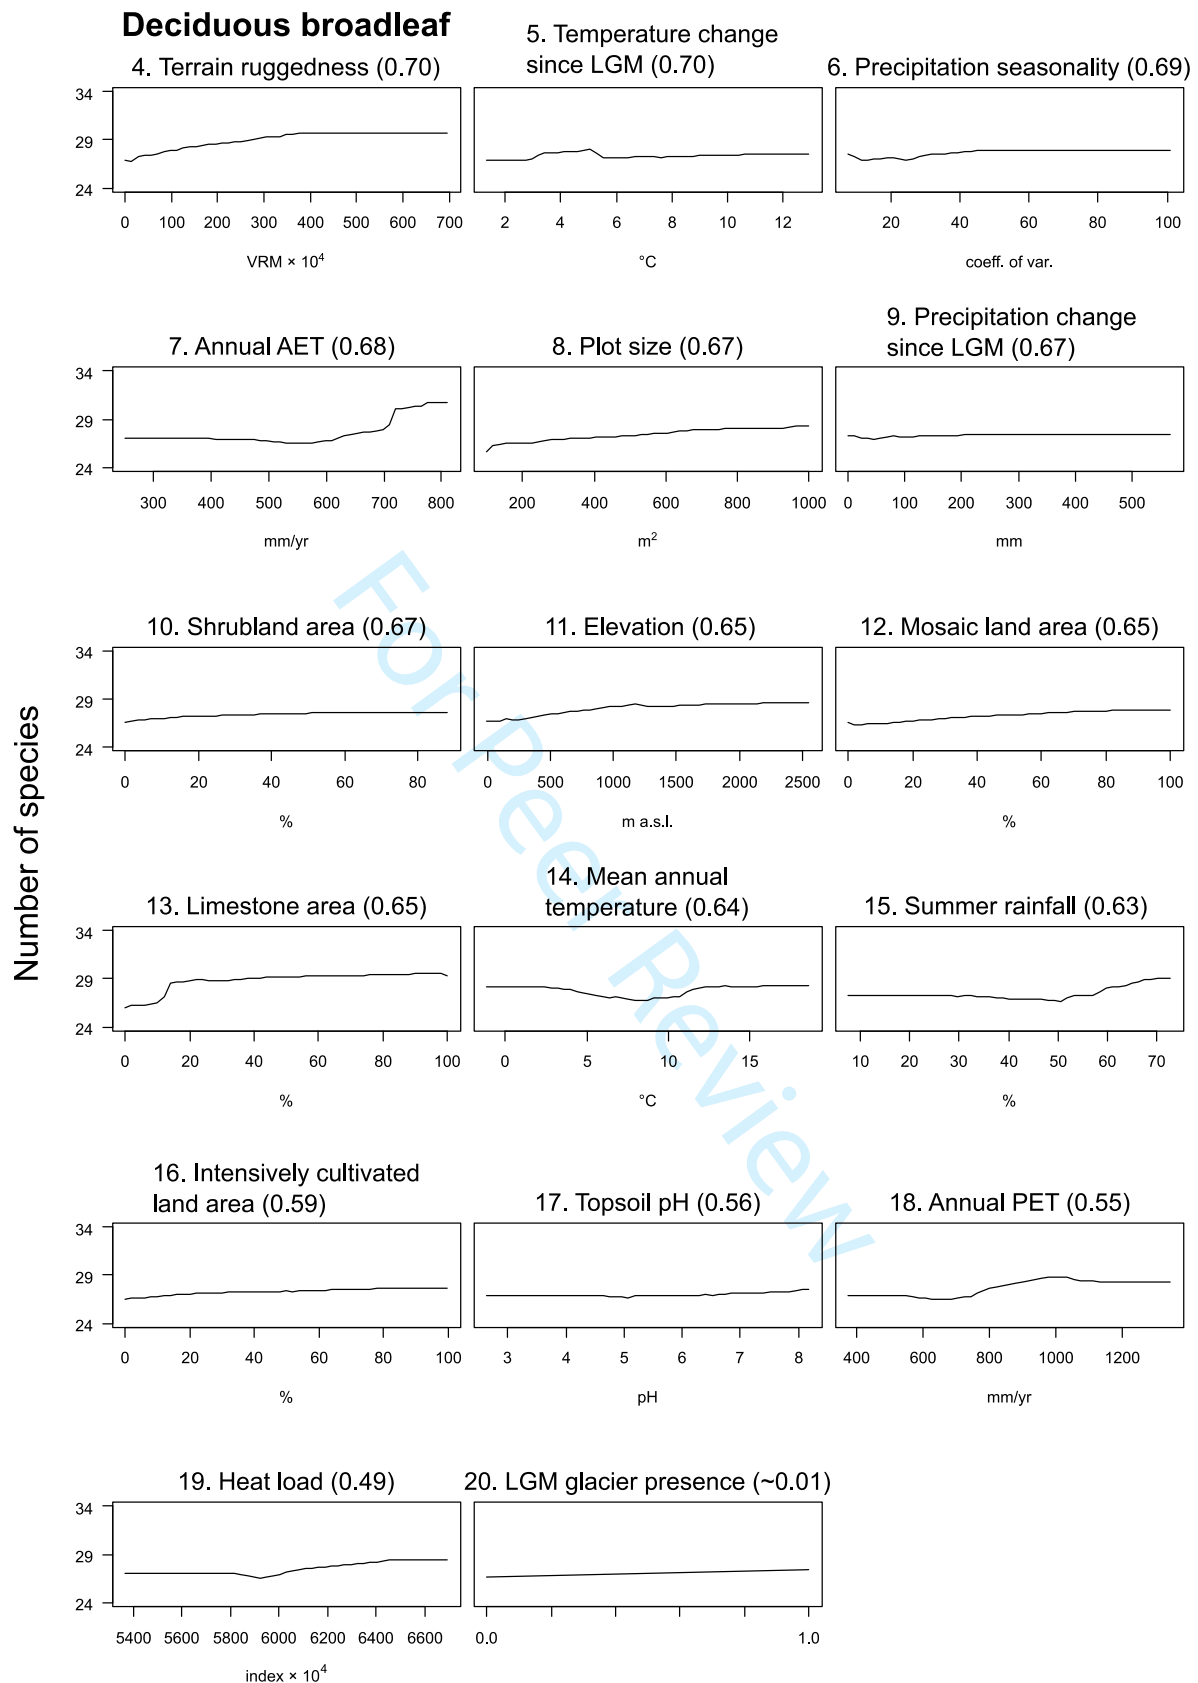 Deciduous broadleaf
4. Terrain ruggedness (0.70)
5. Temperature change
since LGM (0.70)
6. Precipitation seasonality (0.69)
34
29
24
0 100 200 300 400 500 600 700
2 4 6 8 10 12
20 40 60 80 100
VRM × 10⁴
°C
coeff. of var.
7. Annual AET (0.68)
8. Plot size (0.67)
9. Precipitation change
since LGM (0.67)
34
29
24
300 400 500 600 700 800
200 400 600 800 1000
0 100 200 300 400 500
mm/yr
m²
mm
10. Shrubland area (0.67)
11. Elevation (0.65)
12. Mosaic land area (0.65)
34
29
24
0 20 40 60 80
0 500 1000 1500 2000 2500
0 20 40 60 80 100
%
m a.s.l.
%
Number of species
13. Limestone area (0.65)
14. Mean annual
temperature (0.64)
15. Summer rainfall (0.63)
34
29
24
0 20 40 60 80 100
0 5 10 15
10 20 30 40 50 60 70
%
°C
%
16. Intensively cultivated
land area (0.59)
17. Topsoil pH (0.56)
18. Annual PET (0.55)
34
29
24
0 20 40 60 80 100
3 4 5 6 7 8
400 600 800 1000 1200
%
pH
mm/yr
19. Heat load (0.49)
20. LGM glacier presence (~0.01)
34
29
24
5400 5600 5800 6000 6200 6400 6600
0.0 1.0
index × 10⁴
For Peer Review